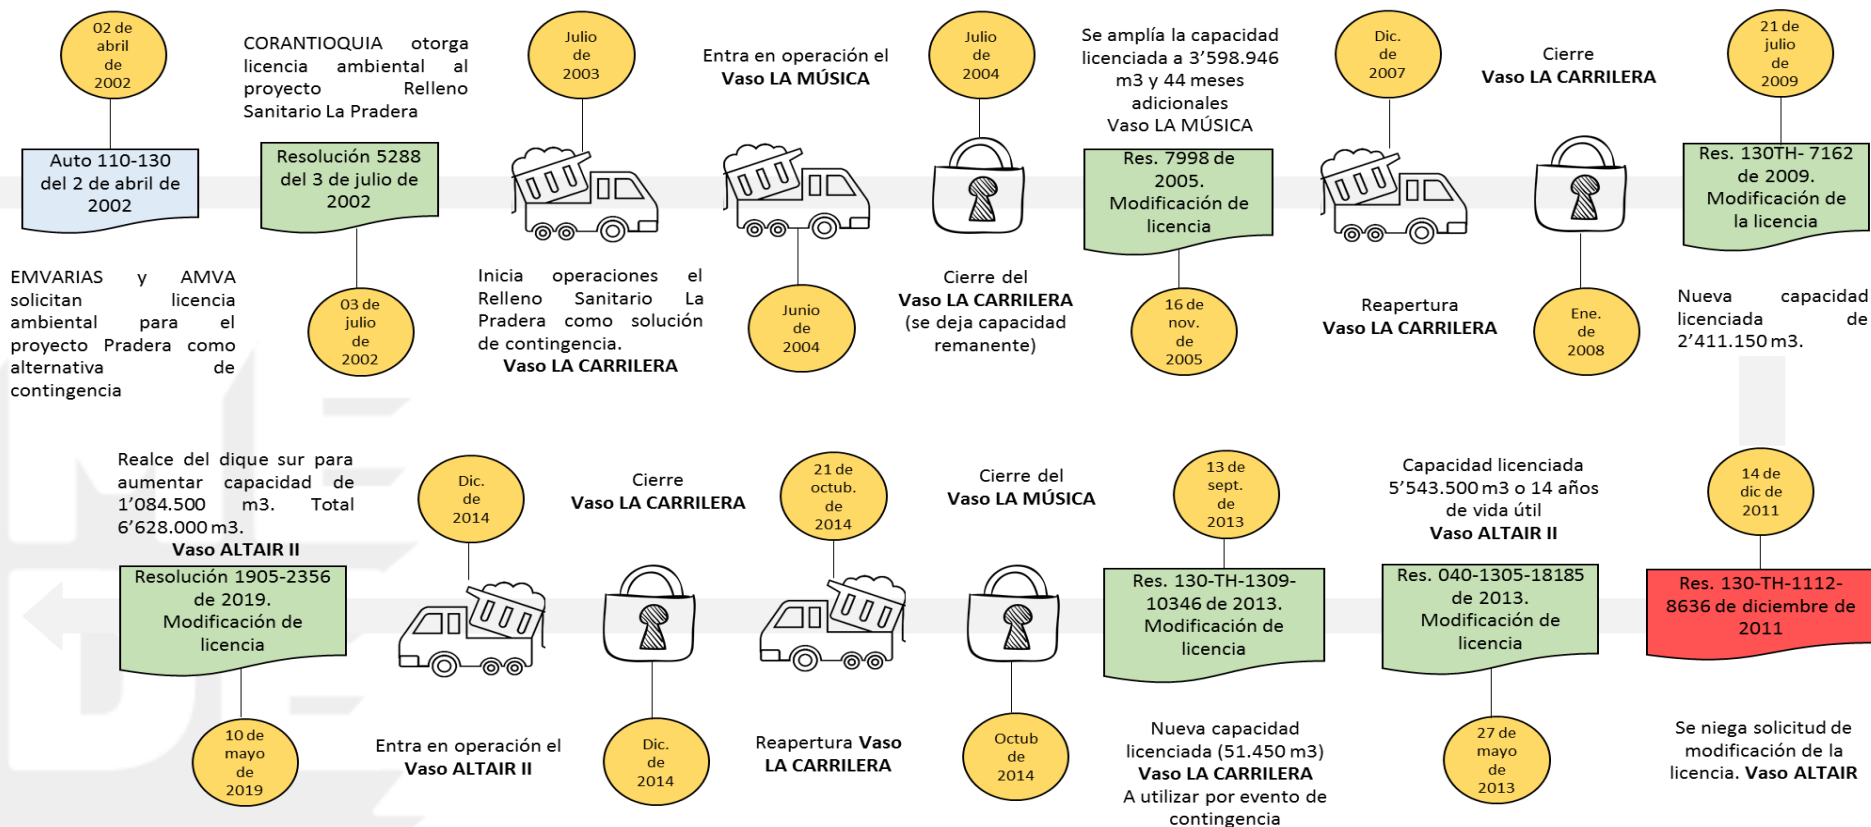 02 de
abril
de
2002
Auto 110-130
del 2 de abril de
2002
EMVARIAS y AMVA
solicitan licencia
ambiental para el
proyecto Pradera como
alternativa de
contingencia
CORANTIOQUIA otorga
licencia ambiental al
proyecto Relleno
Sanitario La Pradera
Resolución 5288
del 3 de julio de
2002
03 de
julio
de
2002
Julio
de
2003
Inicia operaciones el
Relleno Sanitario La
Pradera como solución
de contingencia.
Vaso LA CARRILERA
Entra en operación el
Vaso LA MÚSICA
Junio
de
2004
Julio
de
2004
Cierre del
Vaso LA CARRILERA
(se deja capacidad
remanente)
Se amplía la capacidad
licenciada a 3’598.946
m3 y 44 meses
adicionales
Vaso LA MÚSICA
Res. 7998 de
2005.
Modificación de
licencia
16 de
nov.
de
2005
Dic.
de
2007
Reapertura
Vaso LA CARRILERA
Cierre
Vaso LA CARRILERA
Ene.
de
2008
21 de
julio
de
2009
Res. 130TH- 7162
de 2009.
Modificación de
la licencia
Nueva capacidad
licenciada de
2’411.150 m3.
14 de
dic de
2011
Res. 130-TH-1112-
8636 de diciembre de
2011
Se niega solicitud de
modificación de la
licencia. Vaso ALTAIR
Capacidad licenciada
5’543.500 m3 o 14 años
de vida útil
Vaso ALTAIR II
Res. 040-1305-18185
de 2013.
Modificación de
licencia
27 de
mayo
de
2013
13 de
sept.
de
2013
Res. 130-TH-1309-
10346 de 2013.
Modificación de
licencia
Nueva capacidad
licenciada (51.450 m3)
Vaso LA CARRILERA
A utilizar por evento de
contingencia
Cierre del
Vaso LA MÚSICA
Octub
de
2014
21 de
octub.
de
2014
Reapertura Vaso
LA CARRILERA
Cierre
Vaso LA CARRILERA
Dic.
de
2014
Dic.
de
2014
Entra en operación el
Vaso ALTAIR II
Realce del dique sur para
aumentar capacidad de
1’084.500 m3. Total
6’628.000 m3.
Vaso ALTAIR II
Resolución 1905-2356
de 2019.
Modificación de
licencia
10 de
mayo
de
2019